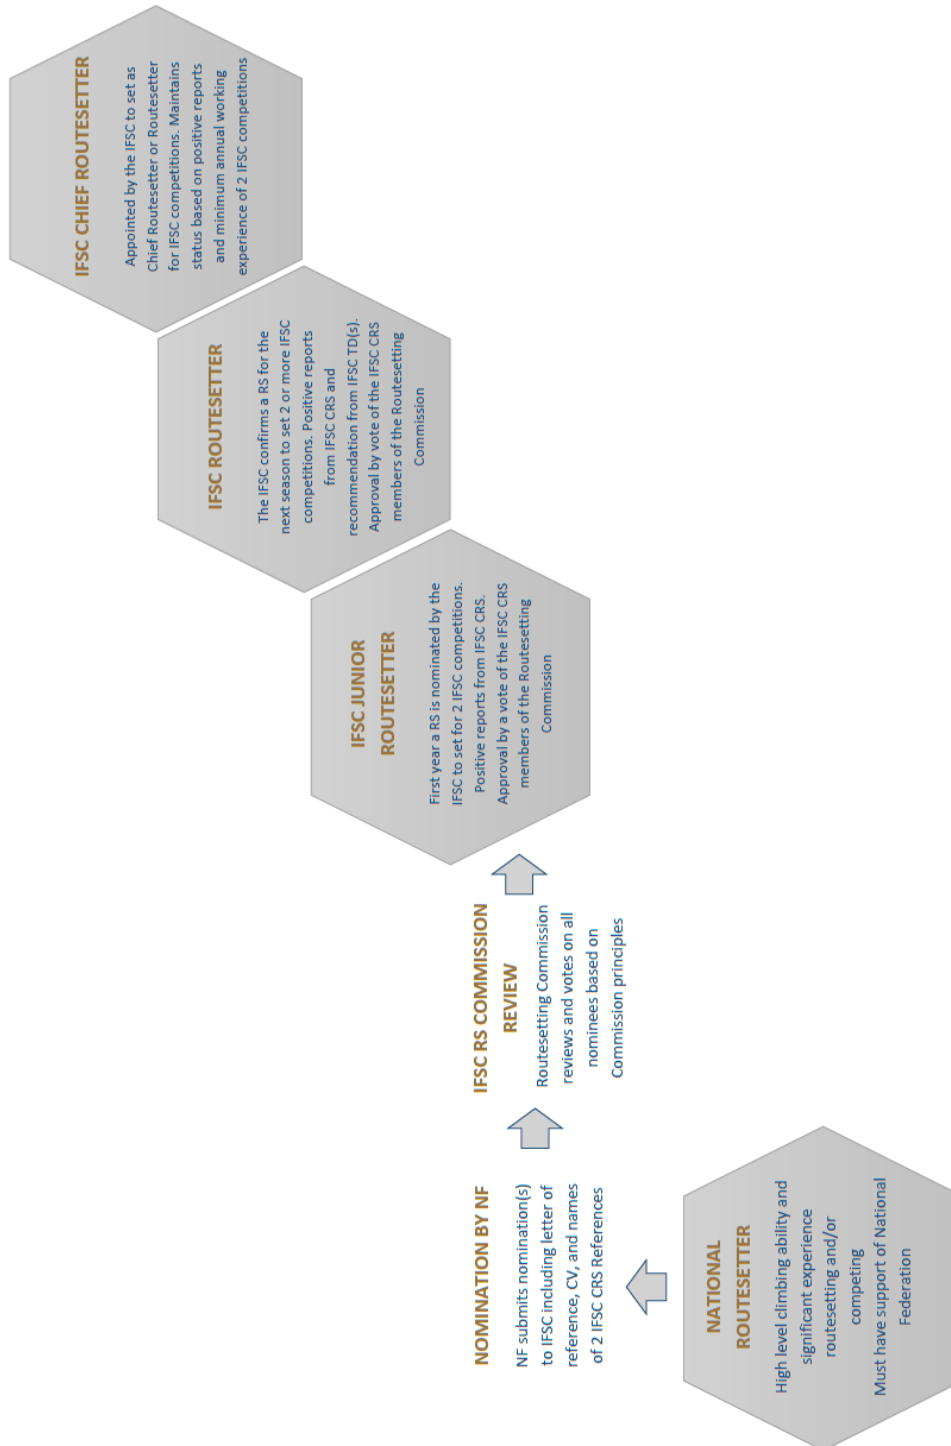 NATIONAL
ROUTESETTER
High level climbing ability and
significant experience
routesetting and/or
competing
Must have support of National
Federation
NOMINATION BY NF
NF submits nomination(s)
to IFSC including letter of
reference, CV, and names
of 2 IFSC CRS References
IFSC RS COMMISSION
REVIEW
Routesetting Commission
reviews and votes on all
nominees based on
Commission principles
IFSC JUNIOR
ROUTESETTER
First year a RS is nominated by the
IFSC to set for 2 IFSC competitions.
Positive reports from IFSC CRS.
Approval by a vote of the IFSC CRS
members of the Routesetting
Commission
IFSC ROUTESETTER
The IFSC confirms a RS for the
next season to set 2 or more IFSC
competitions. Positive reports
from IFSC CRS and
recommendation from IFSC TD(s).
Approval by vote of the IFSC CRS
members of the Routesetting
Commission
IFSC CHIEF ROUTESETTER
Appointed by the IFSC to set as
Chief Routesetter or Routesetter
for IFSC competitions. Maintains
status based on positive reports
and minimum annual working
experience of 2 IFSC competitions